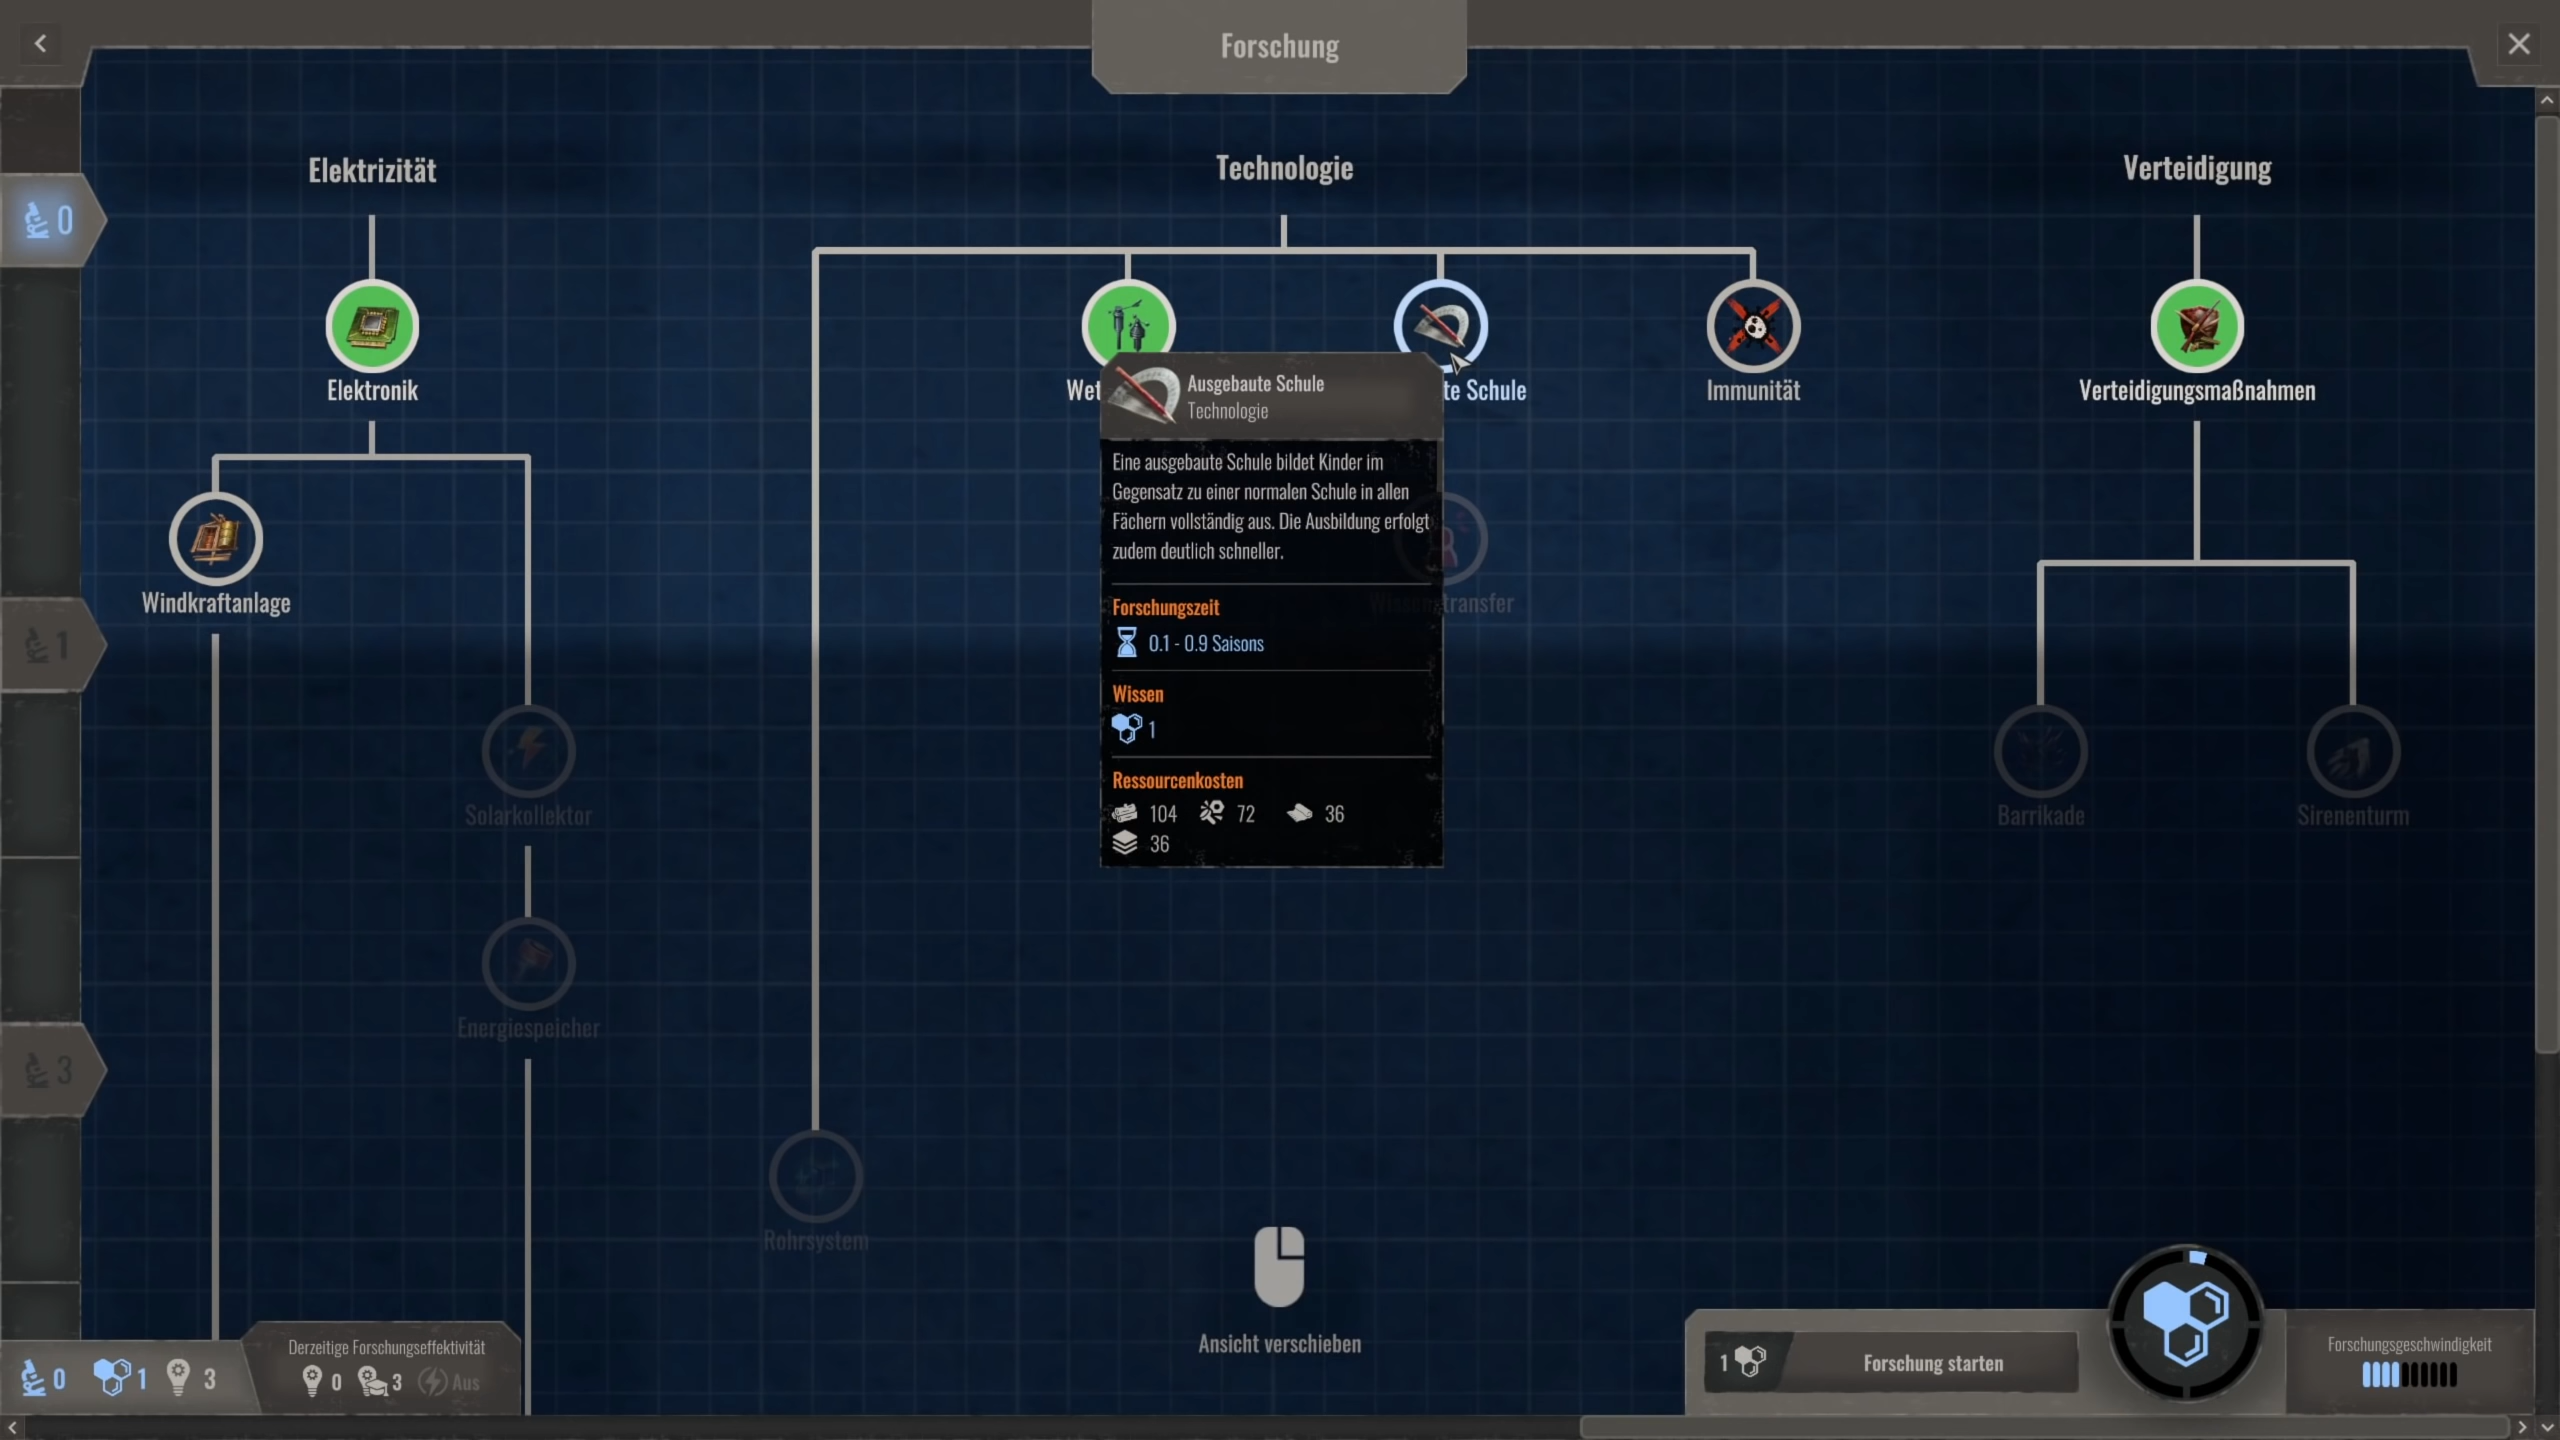 Forschung
Elektrizität
Technologie
Verteidigung
0
Elektronik
te Schule
Immunität
Verteidigungsmaßnahmen
Ausgebaute Schule
Technologie
Eine ausgebaute Schule bildet Kinder im
Gegensatz zu einer normalen Schule in allen
Fächern vollständig aus. Die Ausbildung erfolgt
zudem deutlich schneller.
Windkraftanlage
Forschungszeit
0.1 - 0.9 Saisons
1
Wissen
1
Ressourcenkosten
104 72 36
36
Solarkollektor
Barrikade
Sirenenturm
Energiespeicher
3
Rohrsystem
Ansicht verschieben
0 1 3
Derzeitige Forschungseffektivität
0 3 Aus
1
Forschung starten
Forschungsgeschwindigkeit